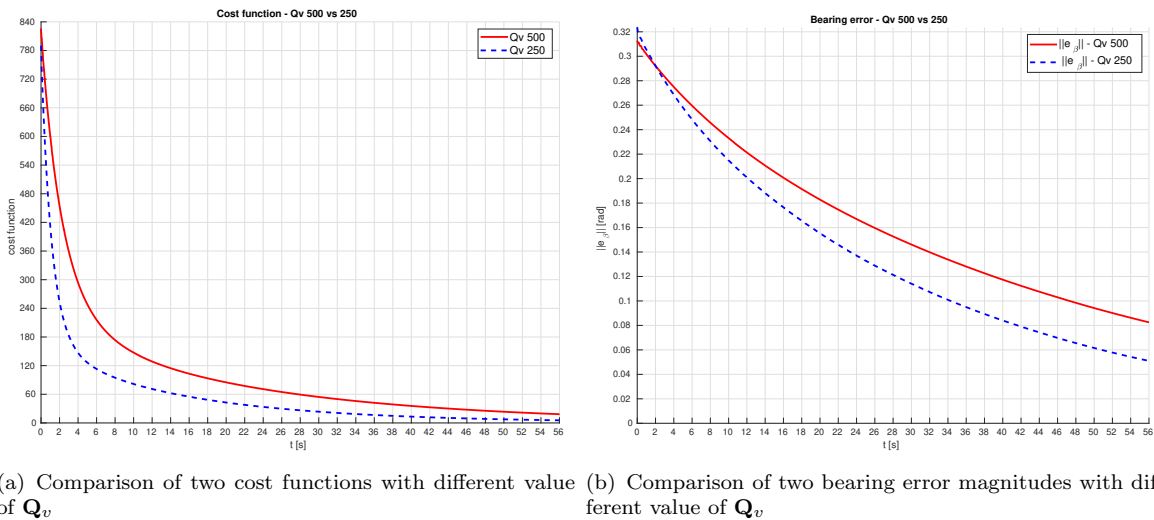 Cost function - Qv 500 vs 250
840
780
720
660
600
540
480
420
360
300
240
180
120
60
0
cost function
Qv 500
Qv 250
0 2 4 6 8 10 12 14 16 18 20 22 24 26 28 30 32 34 36 38 40 42 44 46 48 50 52 54 56
t [s]
Bearing error - Qv 500 vs 250
0.32
0.3
0.28
0.26
0.24
0.22
0.2
0.18
0.16
0.14
0.12
0.1
0.08
0.06
0.04
0.02
0
||e β|| [rad]
||e β|| - Qv 500
||e β|| - Qv 250
0 2 4 6 8 10 12 14 16 18 20 22 24 26 28 30 32 34 36 38 40 42 44 46 48 50 52 54 56
t [s]
(a) Comparison of two cost functions with different value
of Qv
(b) Comparison of two bearing error magnitudes with dif
ferent value of Qv